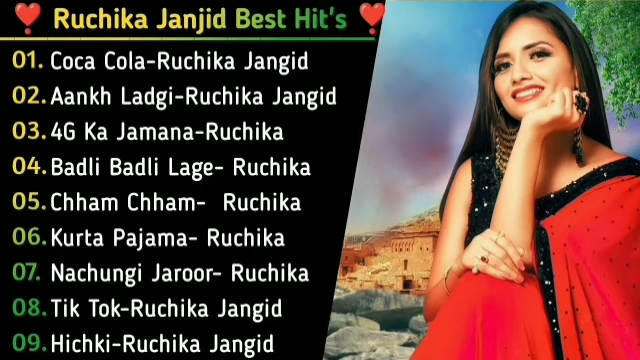 Ruchika Janjid Best Hit's
01. Coca Cola-Ruchika Jangid
02. Aankh Ladgi-Ruchika Jangid
03. 4G Ka Jamana-Ruchika
04. Badli Badli Lage- Ruchika
05. Chham Chham- Ruchika
06. Kurta Pajama- Ruchika
07. Nachungi Jaroor- Ruchika
08. Tik Tok-Ruchika Jangid
09. Hichki-Ruchika Jangid